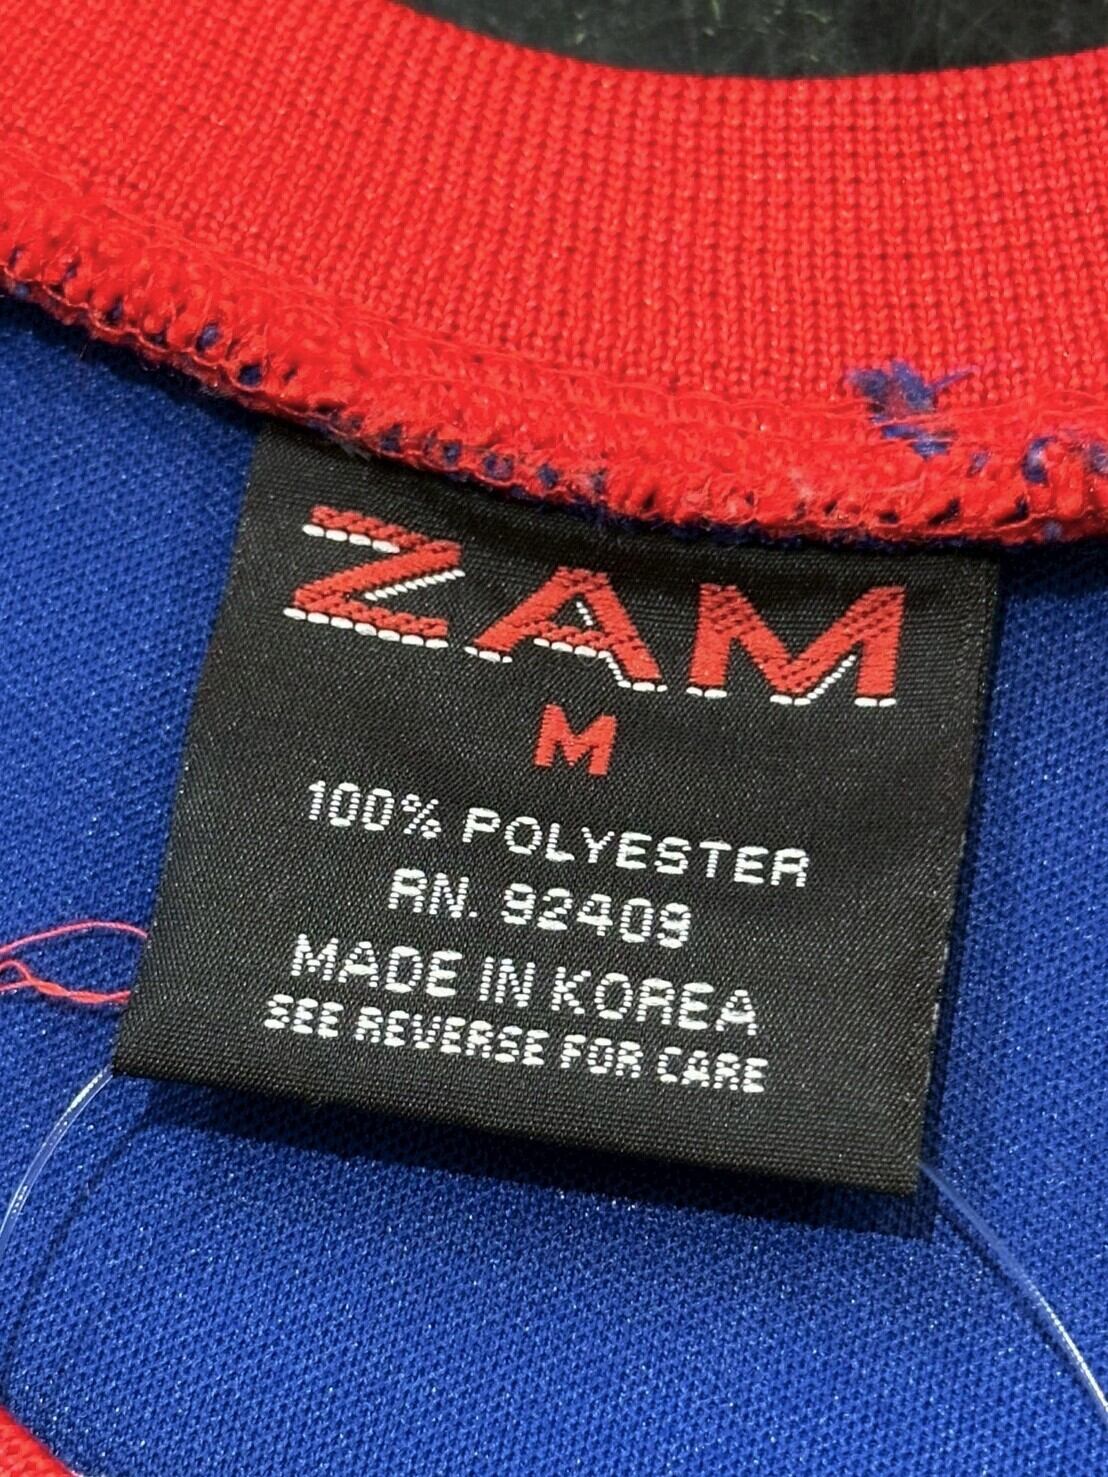 ZAM
M
100% POLYESTER
RN. 92409
MADE IN KOREA
SEE REVERSE FOR CARE